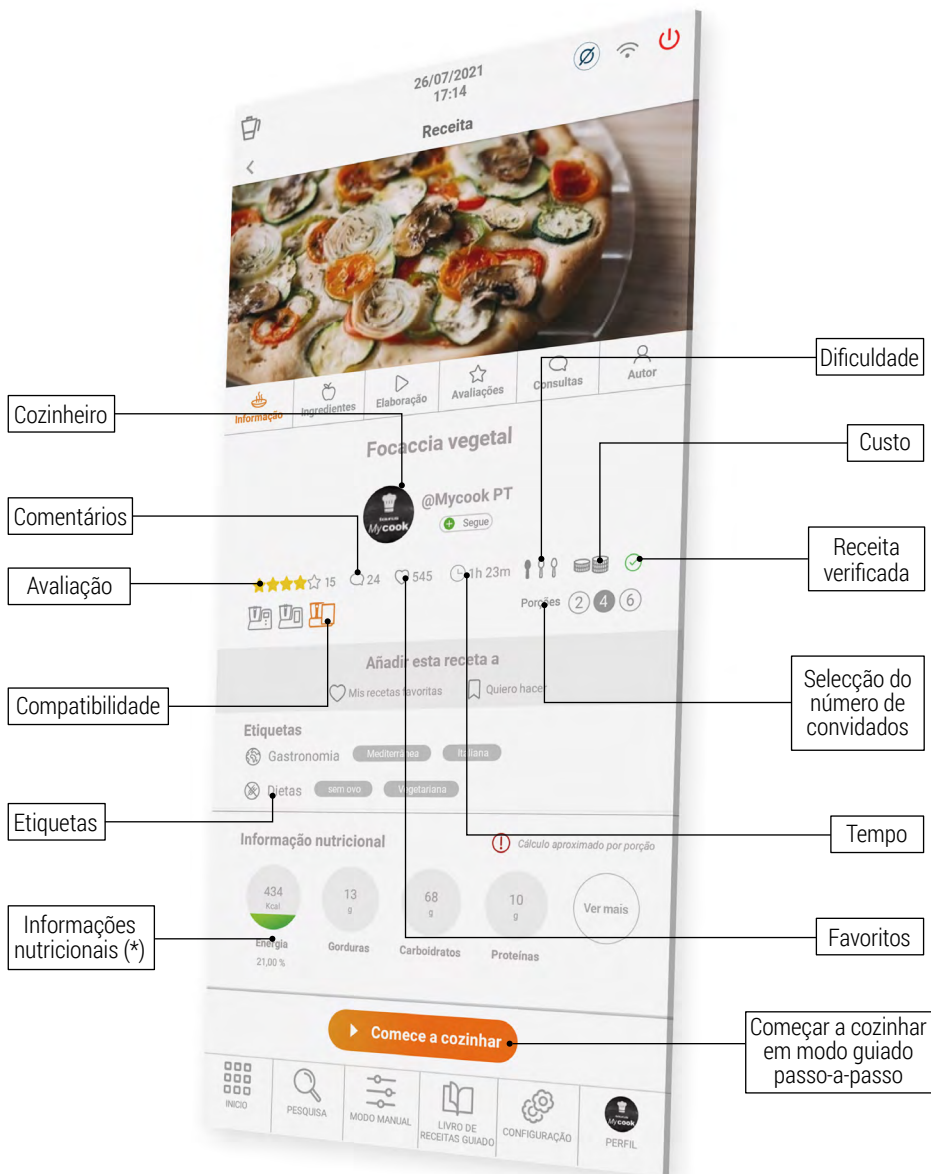 26/07/2021
17:14
Receita
Informação
Ingredientes
Elaboração
Avaliações
Consultas
Autor
Dificuldade
Cozinheiro
Focaccia vegetal
Custo
@Mycook PT
Mycook
Segue
Comentários
Receita
verificada
Avaliação
15
24
545
1h 23m
Porções 2 4 6
Añadir esta receta a
Mis recetas favoritas
Quiero hacer
Selecção do
número de
convidados
Compatibilidade
Etiquetas
Gastronomia
Mediterrânea
Italiana
Dietas
sem ovo
Vegetariana
Etiquetas
Tempo
Informação nutricional
Cálculo aproximado por porção
434
Kcal
13
g
68
g
10
g
Ver mais
Energia
Gorduras
Carboidratos
Proteínas
21,00 %
Informações
nutricionais (*)
Favoritos
Comece a cozinhar
Começar a cozinhar
em modo guiado
passo-a-passo
INICIO
PESQUISA
MODO MANUAL
LIVRO DE
RECEITAS GUIADO
CONFIGURAÇÃO
Mycook
PERFIL